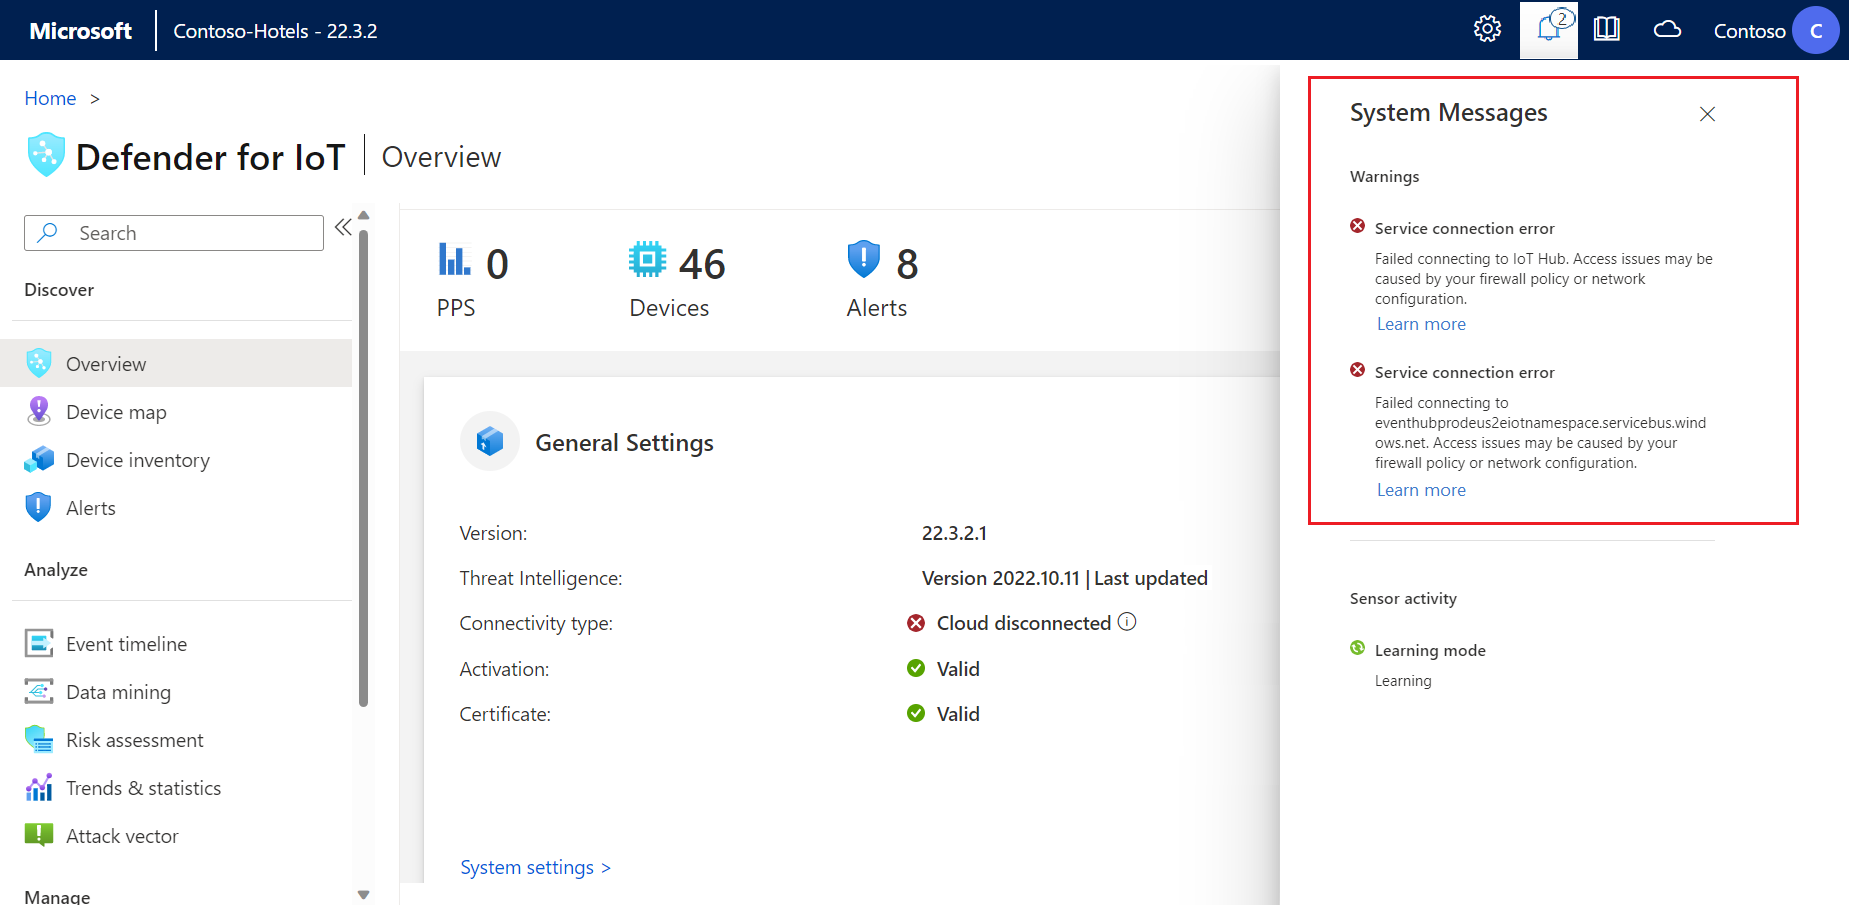 Microsoft
Contoso-Hotels - 22.3.2
2
Contoso
C
Home >
Defender for IoT
Overview
Search
Discover
Overview
Device map
Device inventory
Alerts
Analyze
Event timeline
Data mining
Risk assessment
Trends & statistics
Attack vector
Manage
0
PPS
46
Devices
8
Alerts
General Settings
Version: 22.3.2.1
Threat Intelligence: Version 2022.10.11 | Last updated
Connectivity type: Cloud disconnected
Activation: Valid
Certificate: Valid
System settings >
System Messages
Warnings
Service connection error
Failed connecting to IoT Hub. Access issues may be
caused by your firewall policy or network
configuration.
Learn more
Service connection error
Failed connecting to
eventhubprodeus2eiotnamespace.servicebus.wind
ows.net. Access issues may be caused by your
firewall policy or network configuration.
Learn more
Sensor activity
Learning mode
Learning